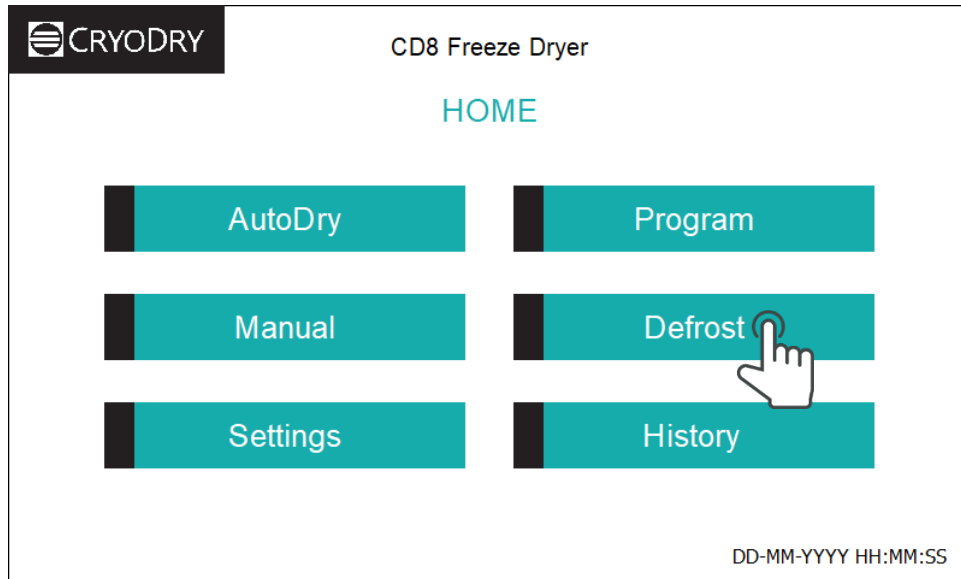 CRYODRY
CD8 Freeze Dryer
HOME
AutoDry
Program
Manual
Defrost
Settings
History
DD-MM-YYYY HH:MM:SS